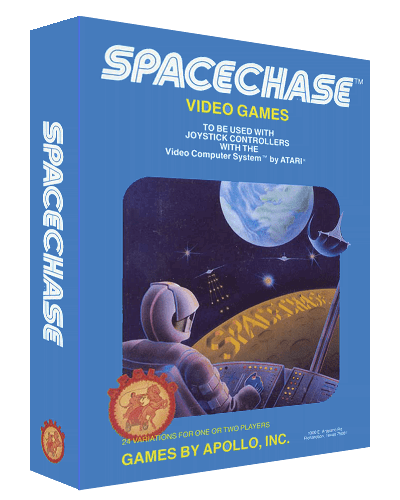 SPACECHASE™
VIDEO GAMES
TO BE USED WITH
JOYSTICK CONTROLLERS
WITH THE
Video Computer System™ by ATARI®
SPACECHASE
24 VARIATIONS FOR ONE OR TWO PLAYERS
GAMES BY APOLLO, INC.
SPACECHASE